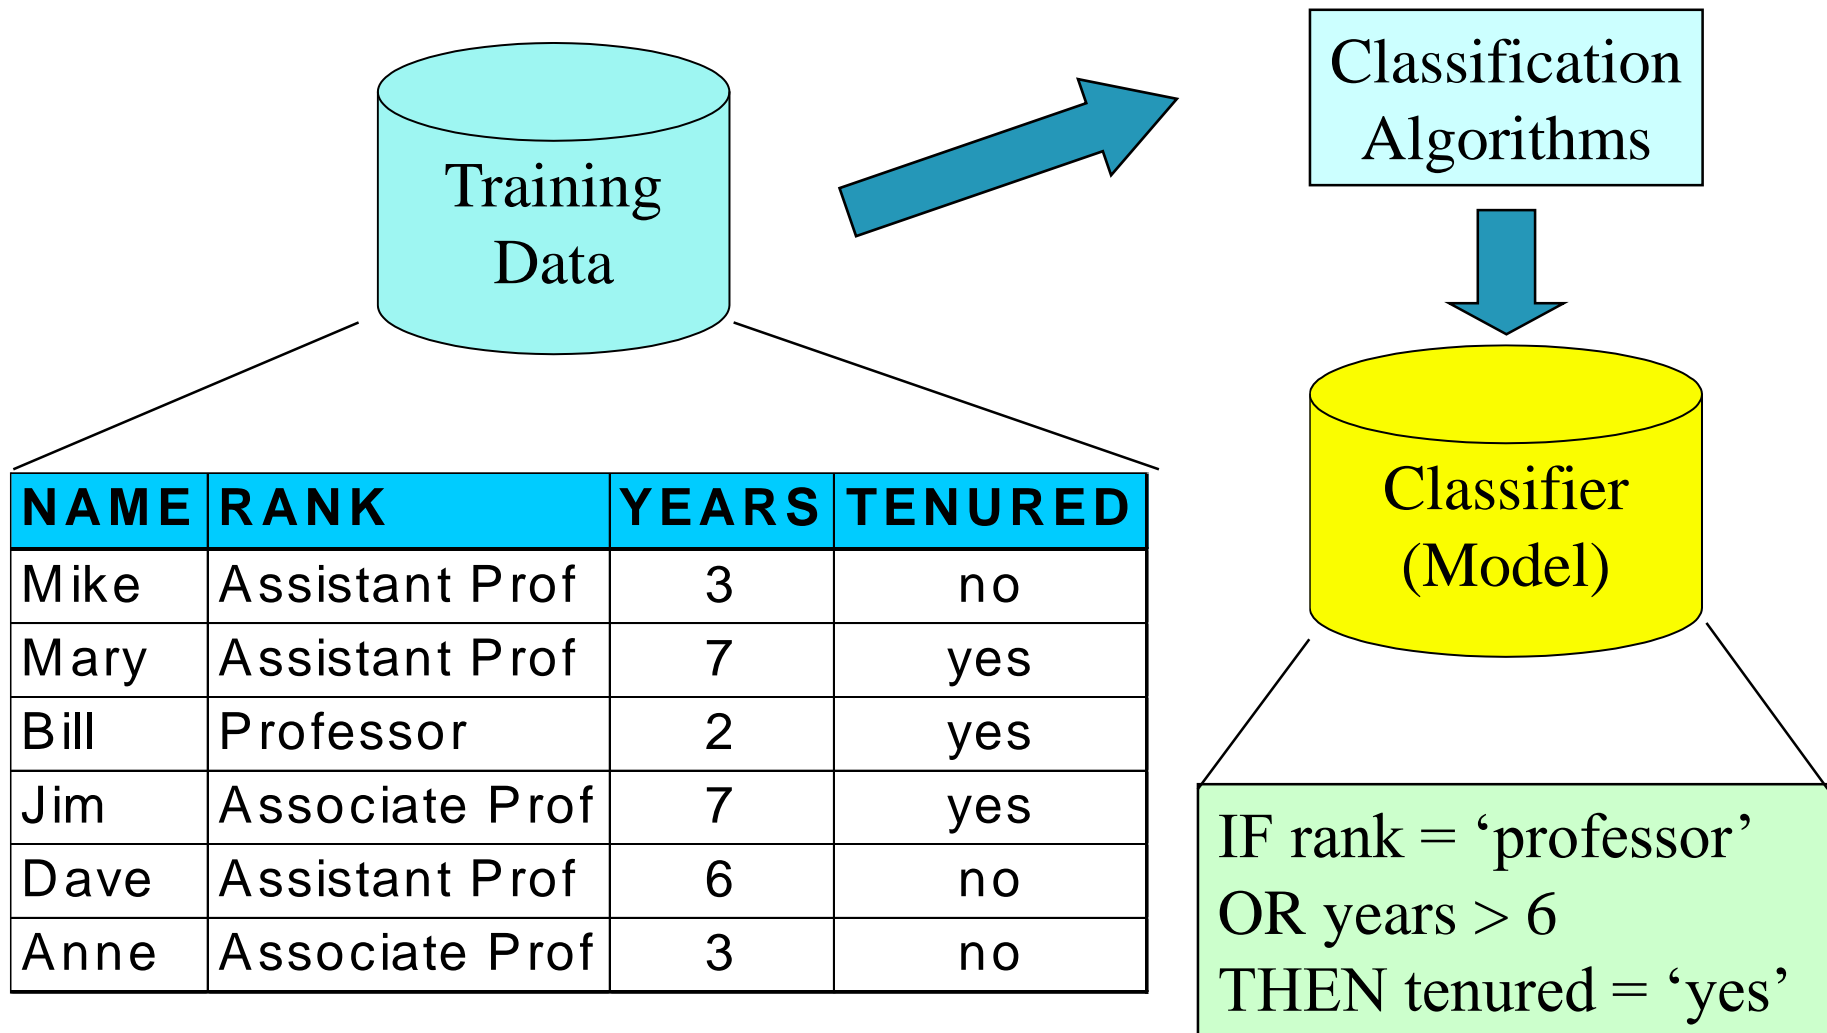 Training
Data
Classification
Algorithms
NAME RANK YEARS TENURED
Mike Assistant Prof 3 no
Mary Assistant Prof 7 yes
Bill Professor 2 yes
Jim Associate Prof 7 yes
Dave Assistant Prof 6 no
Anne Associate Prof 3 no
Classifier
(Model)
IF rank = ‘professor’
OR years > 6
THEN tenured = ‘yes’